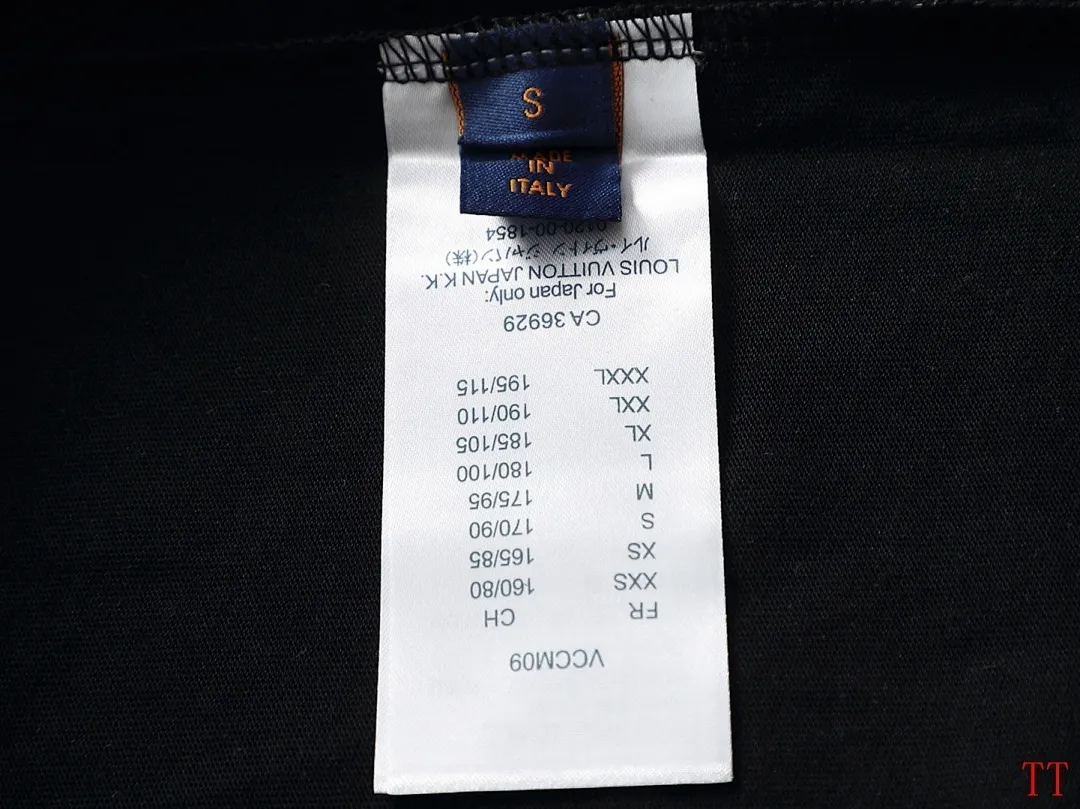 S
MADE
IN
ITALY
VCCM09
FR CH
XXS 160/80
XS 165/85
S 170/90
M 175/95
L 180/100
XL 185/105
XXL 190/110
XXXL 195/115
CA 36929
For Japan only:
LOUIS VUITTON JAPAN K.K.
ルイ・ヴィトン ジャパン(株)
0120-00-1854
TT